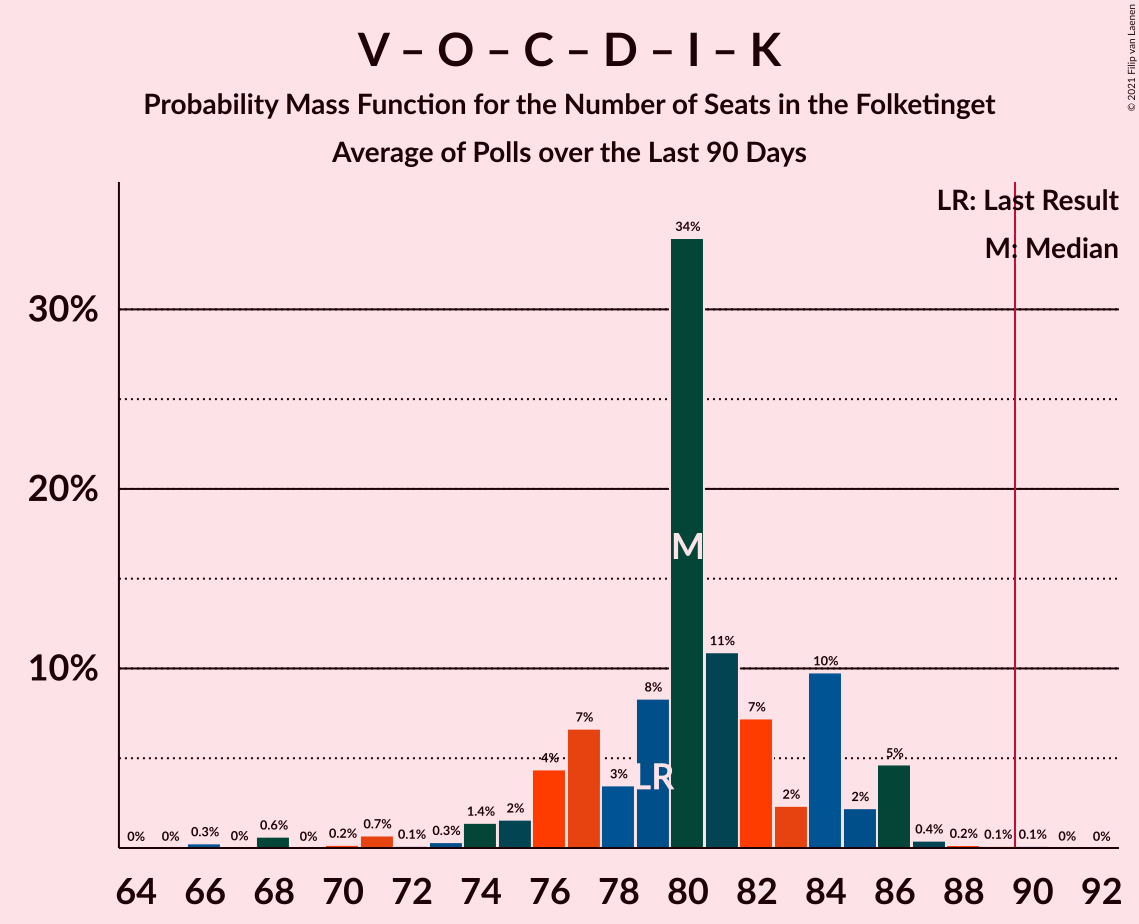 V – O – C – D – I – K
Probability Mass Function for the Number of Seats in the Folketinget
Average of Polls over the Last 90 Days
© 2021 Filip van Laenen
LR: Last Result
M: Median
30%
20%
10%
0% 0% 0.3% 0% 0.6% 0% 0.2% 0.7% 0.1% 0.3% 1.4% 2% 4% 7% 3% 8% 34% 11% 7% 2% 10% 2% 5% 0.4% 0.2% 0.1% 0.1% 0% 0%
M
LR
64 66 68 70 72 74 76 78 80 82 84 86 88 90 92